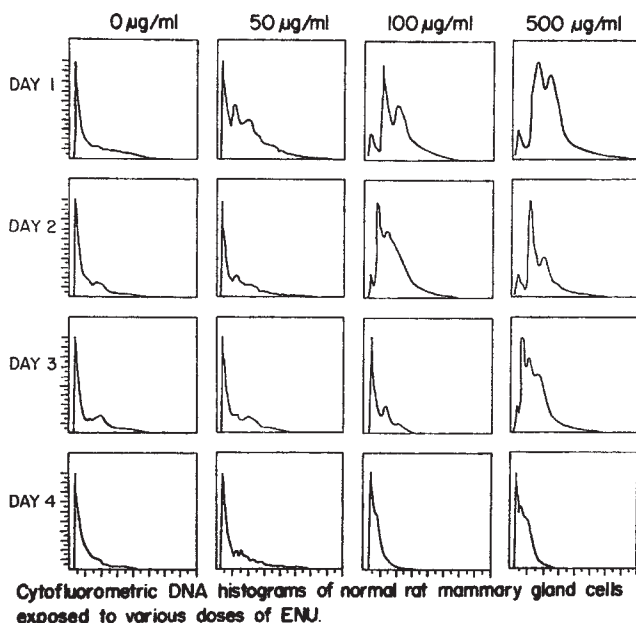 0 µg/ml 50 µg/ml 100 µg/ml 500 µg/ml
DAY 1
DAY 2
DAY 3
DAY 4
Cytofluorometric DNA histograms of normal rat mammary gland cells
exposed to various doses of ENU.